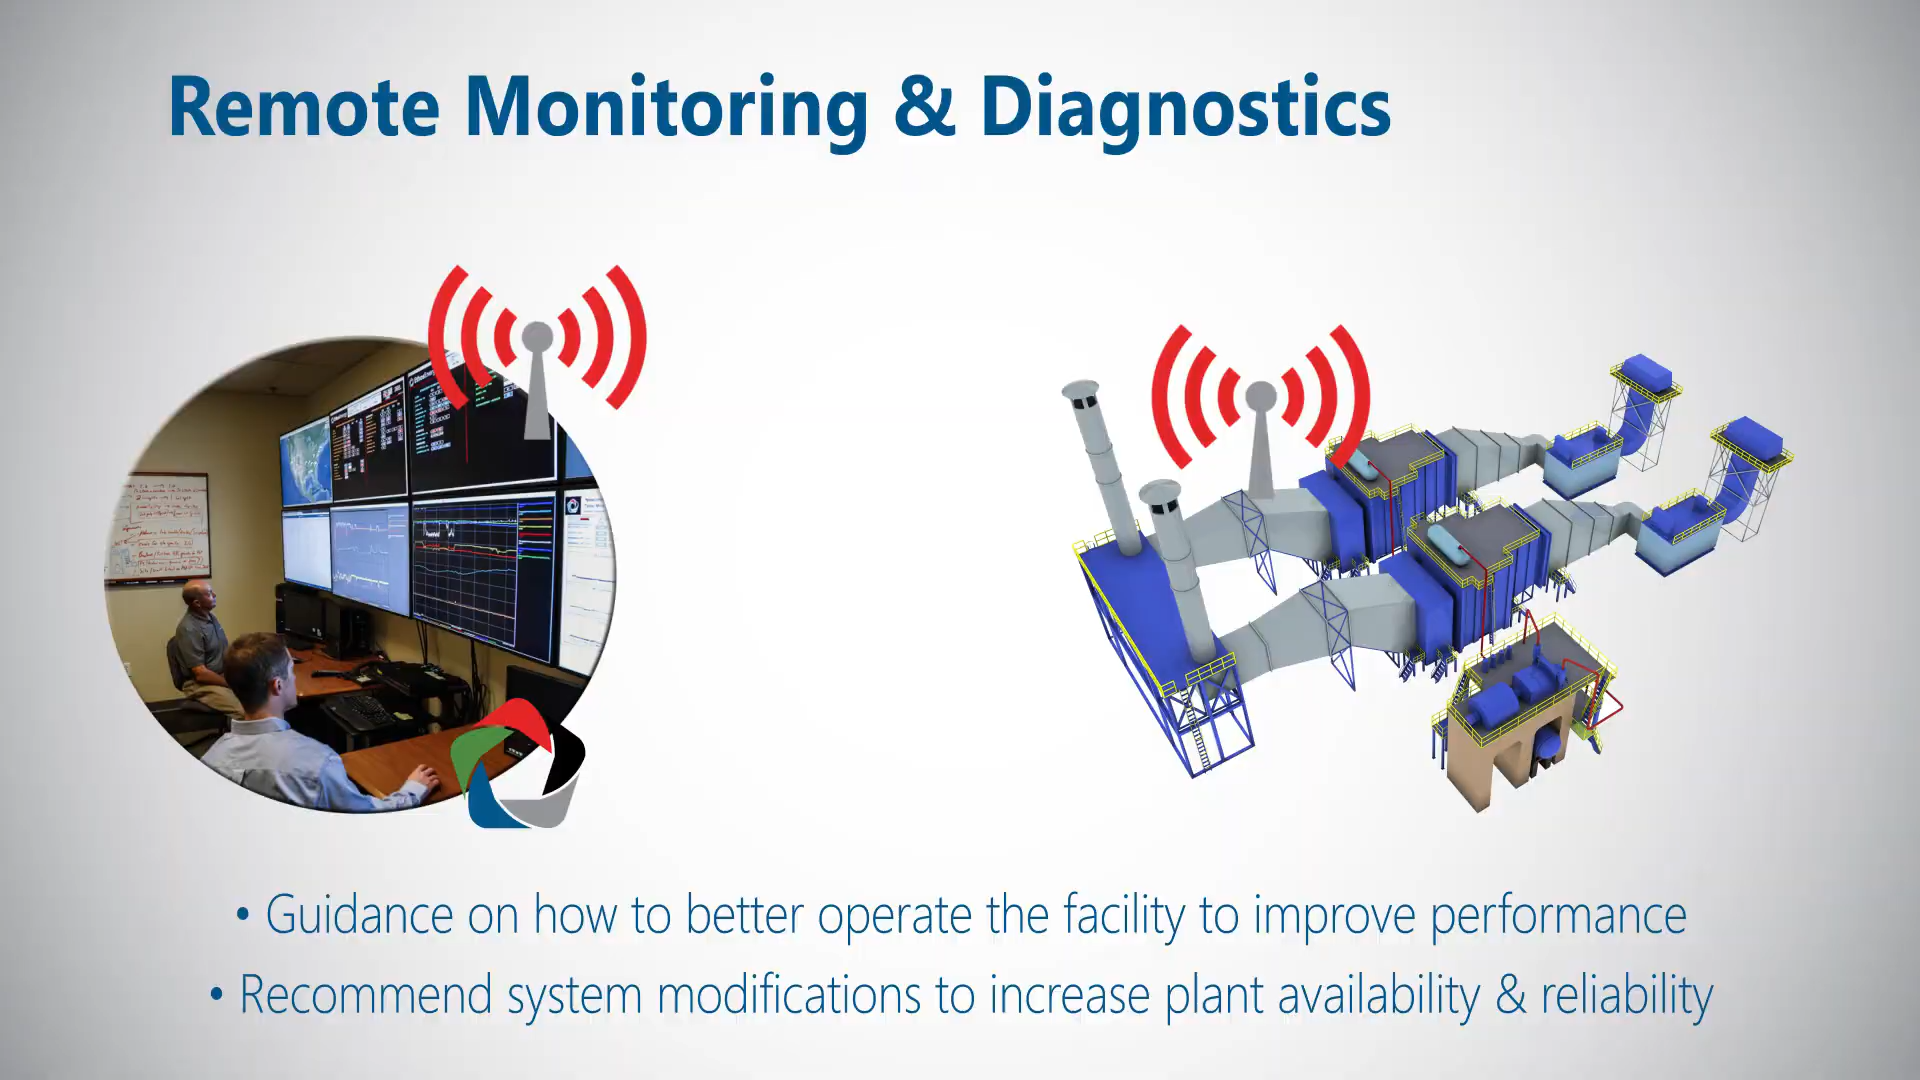 Remote Monitoring & Diagnostics
• Guidance on how to better operate the facility to improve performance
• Recommend system modifications to increase plant availability & reliability